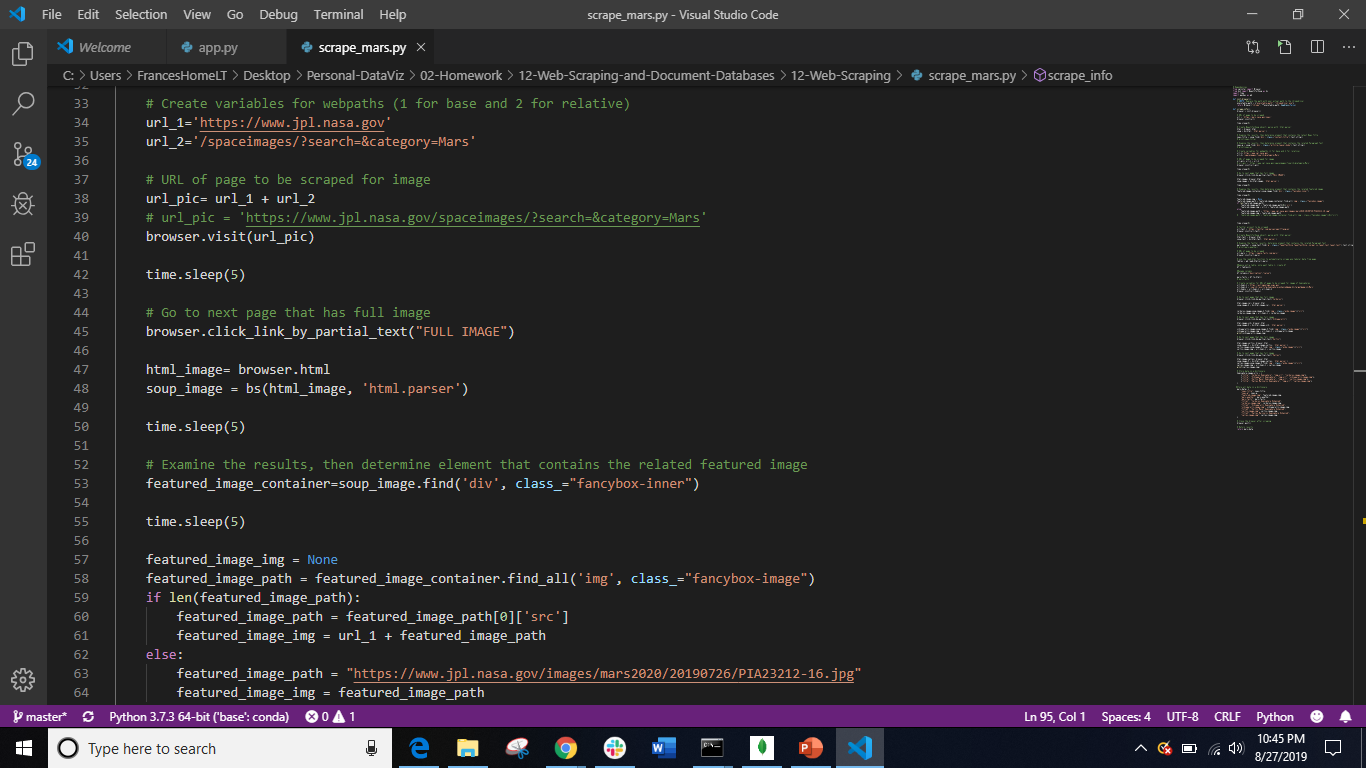 File Edit Selection View Go Debug Terminal Help scrape_mars.py - Visual Studio Code
Welcome app.py scrape_mars.py
C: > Users > FrancesHomeLT > Desktop > Personal-DataViz > 02-Homework > 12-Web-Scraping-and-Document-Databases > 12-Web-Scraping > scrape_mars.py > scrape_info
33 # Create variables for webpaths (1 for base and 2 for relative)
34 url_1='https://www.jpl.nasa.gov'
35 url_2='/spaceimages/?search=&category=Mars'
36
37 # URL of page to be scraped for image
38 url_pic= url_1 + url_2
39 # url_pic = 'https://www.jpl.nasa.gov/spaceimages/?search=&category=Mars'
40 browser.visit(url_pic)
41
42 time.sleep(5)
43
44 # Go to next page that has full image
45 browser.click_link_by_partial_text("FULL IMAGE")
46
47 html_image= browser.html
48 soup_image = bs(html_image, 'html.parser')
49
50 time.sleep(5)
51
52 # Examine the results, then determine element that contains the related featured image
53 featured_image_container=soup_image.find('div', class_="fancybox-inner")
54
55 time.sleep(5)
56
57 featured_image_img = None
58 featured_image_path = featured_image_container.find_all('img', class_="fancybox-image")
59 if len(featured_image_path):
60 featured_image_path = featured_image_path[0]['src']
61 featured_image_img = url_1 + featured_image_path
62 else:
63 featured_image_path = "https://www.jpl.nasa.gov/images/mars2020/20190726/PIA23212-16.jpg"
64 featured_image_img = featured_image_path
24
master* Python 3.7.3 64-bit ('base': conda) 0 1 Ln 95, Col 1 Spaces: 4 UTF-8 CRLF Python
Type here to search
10:45 PM
8/27/2019